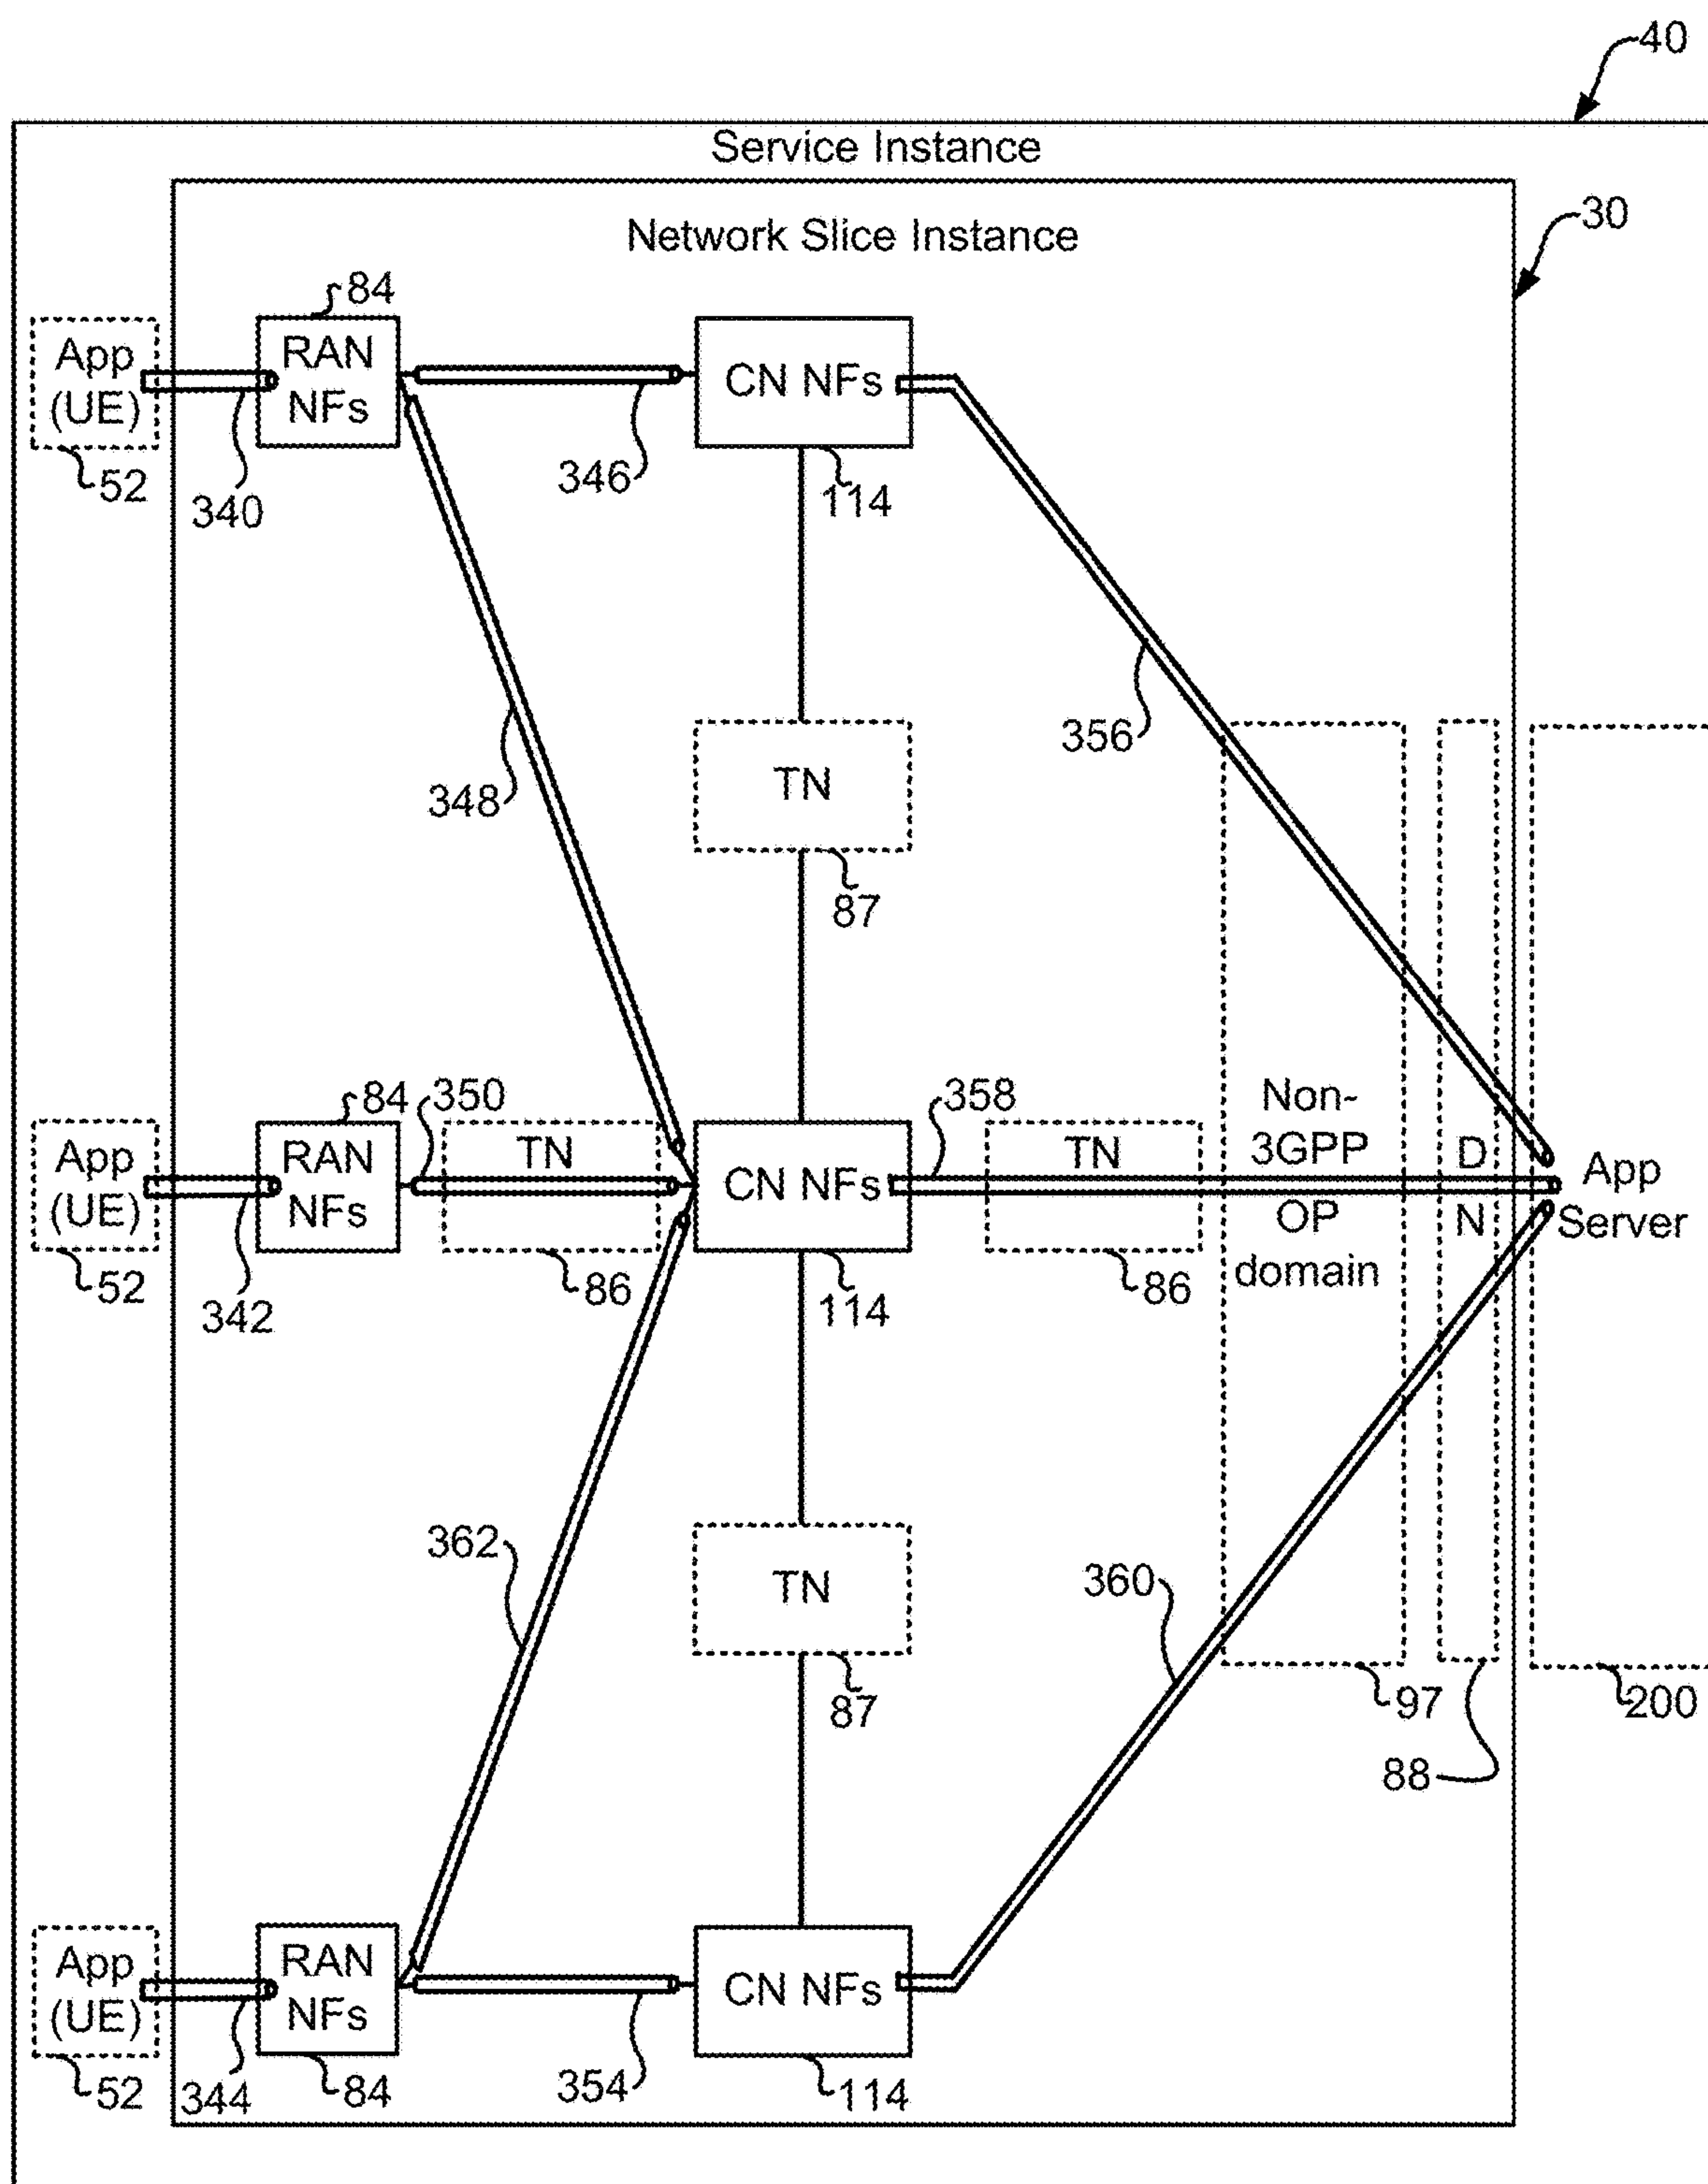 40
Service Instance
30
Network Slice Instance
84
App
(UE)
RAN
NFs
CN NFs
52
340
346
114
356
348
TN
87
84
350
358
Non-
3GPP
OP
domain
App
(UE)
RAN
NFs
TN
CN NFs
TN
D
N
App
Server
52
342
86
114
86
362
TN
360
87
97
200
88
App
(UE)
RAN
NFs
CN NFs
52
344
84
354
114